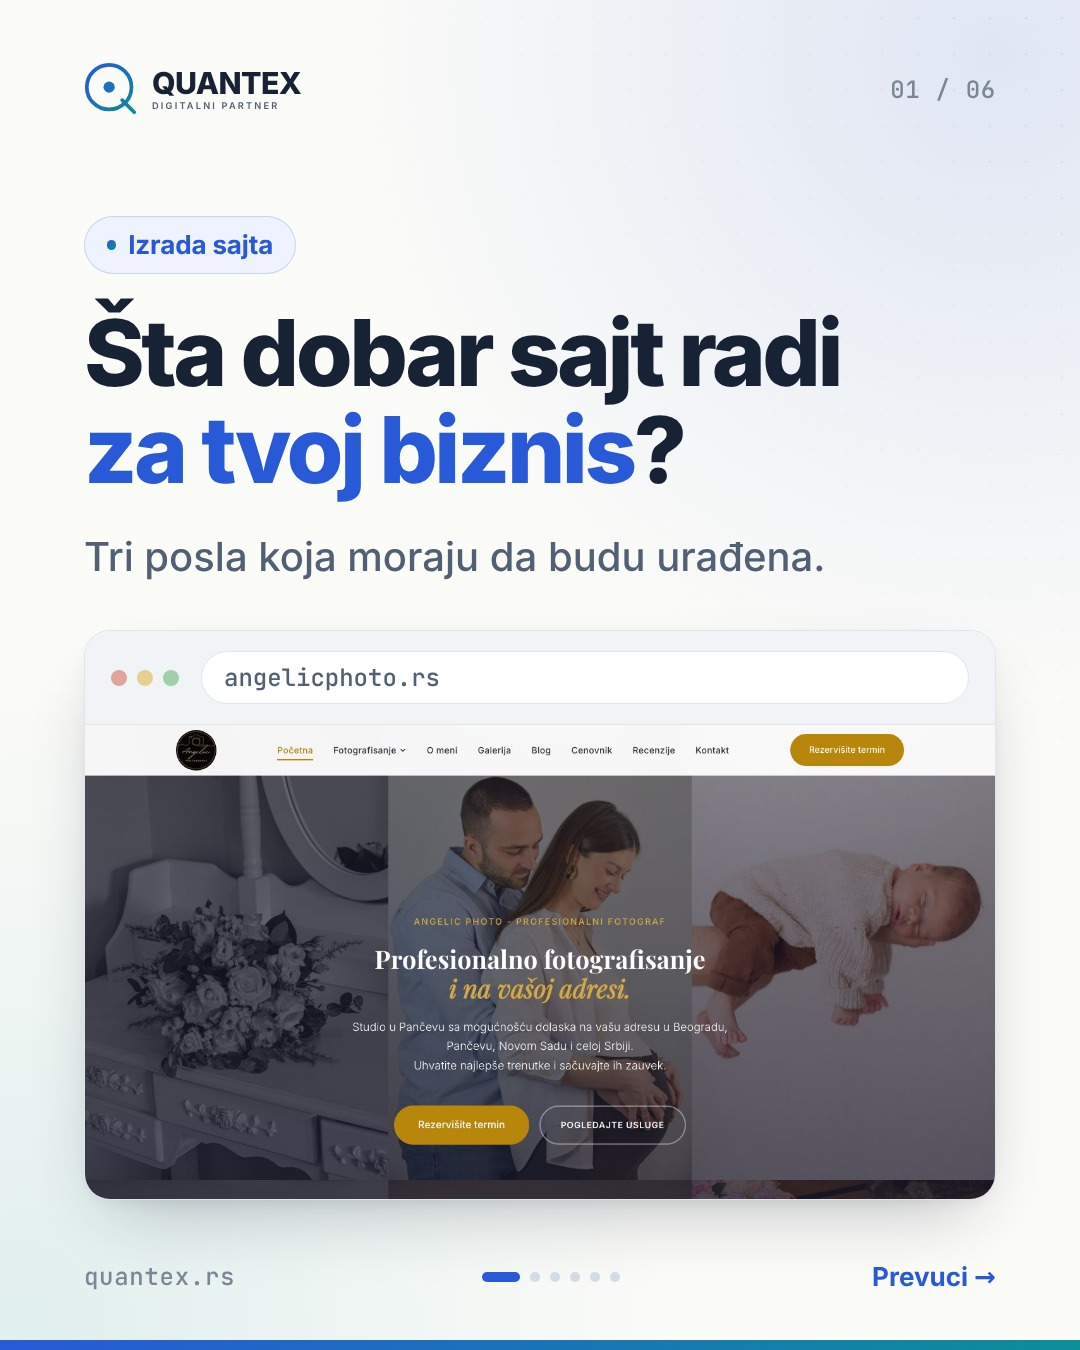 QUANTEX
DIGITALNI PARTNER
01 / 06
Izrada sajta
Šta dobar sajt radi
za tvoj biznis?
Tri posla koja moraju da budu urađena.
angelicphoto.rs
Početna Fotografisanje O meni Galerija Blog Cenovnik Recenzije Kontakt Rezervišite termin
ANGELIC PHOTO - PROFESIONALNI FOTOGRAF
Profesionalno fotografisanje
i na vašoj adresi.
Studio u Pančevu sa mogućnošću dolaska na vašu adresu u Beogradu,
Pančevu, Novom Sadu i celoj Srbiji.
Uhvatite najlepše trenutke i sačuvajte ih zauvek.
Rezervišite termin POGLEDAJTE USLUGE
quantex.rs
Prevuci →